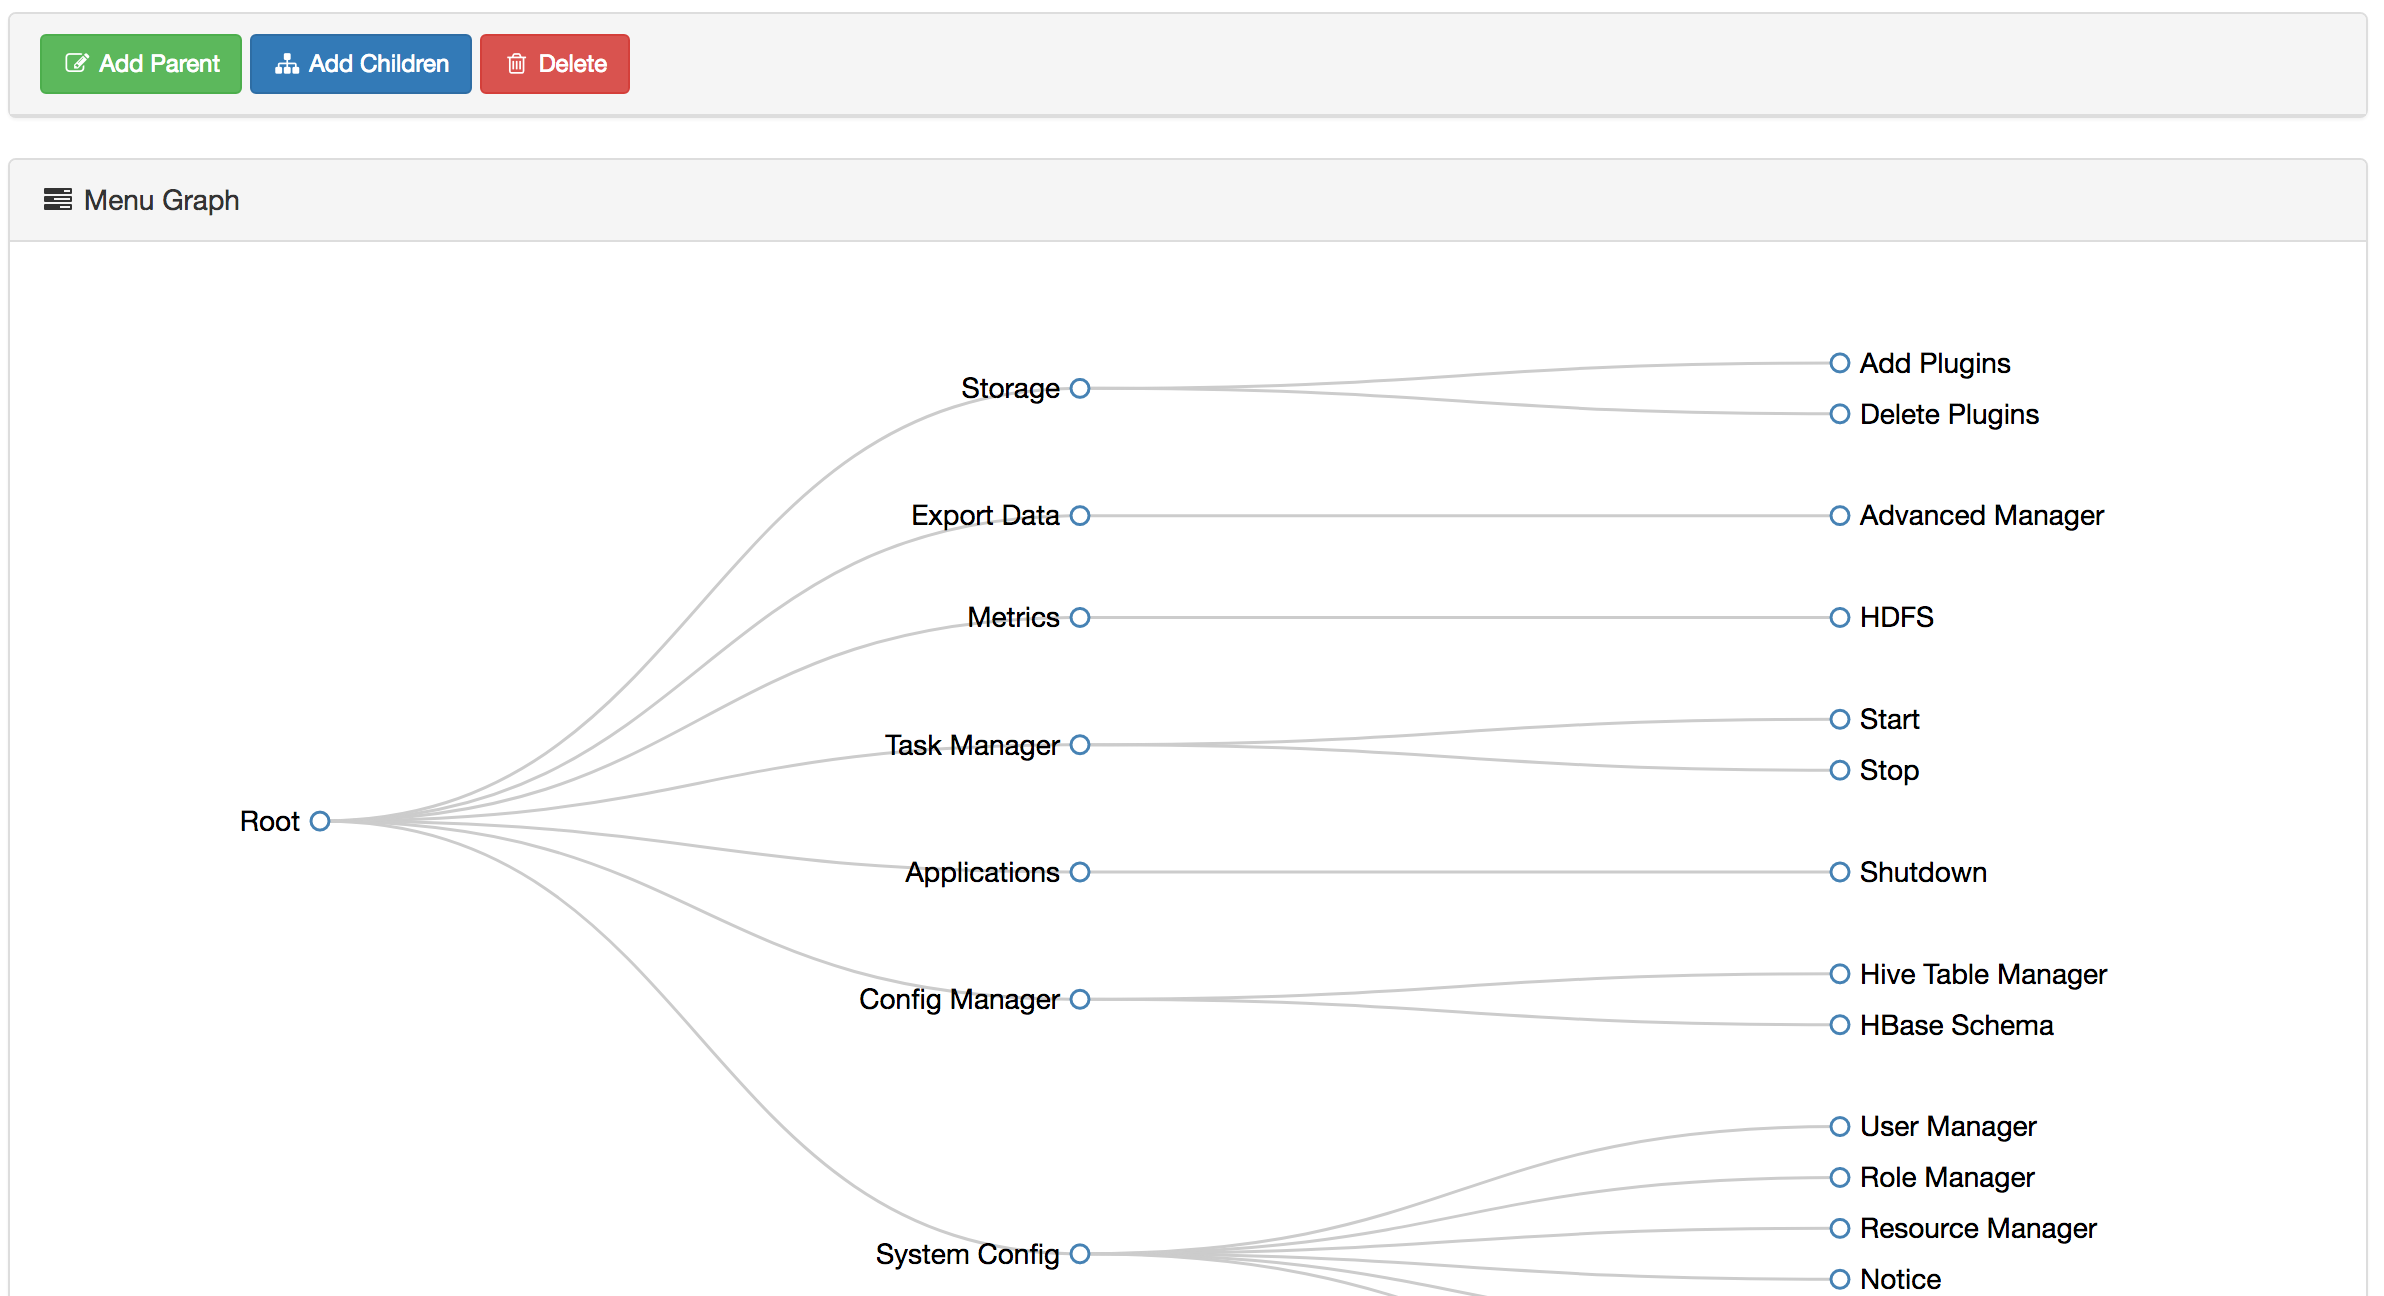 Add Parent Add Children Delete
Menu Graph
Storage
Add Plugins
Delete Plugins
Export Data
Advanced Manager
Metrics
HDFS
Task Manager
Start
Stop
Root
Applications
Shutdown
Config Manager
Hive Table Manager
HBase Schema
System Config
User Manager
Role Manager
Resource Manager
Notice